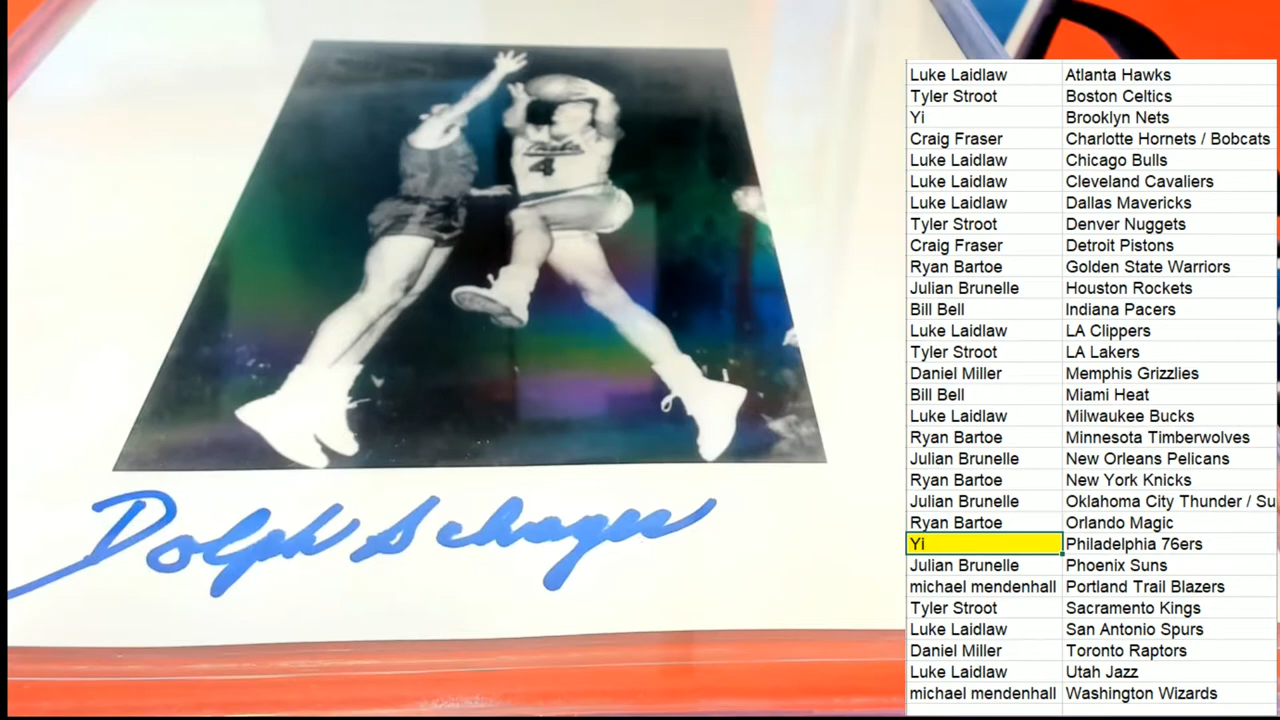 4
Dolph Schayes
Luke Laidlaw Atlanta Hawks
Tyler Stroot Boston Celtics
Yi Brooklyn Nets
Craig Fraser Charlotte Hornets / Bobcats
Luke Laidlaw Chicago Bulls
Luke Laidlaw Cleveland Cavaliers
Luke Laidlaw Dallas Mavericks
Tyler Stroot Denver Nuggets
Craig Fraser Detroit Pistons
Ryan Bartoe Golden State Warriors
Julian Brunelle Houston Rockets
Bill Bell Indiana Pacers
Luke Laidlaw LA Clippers
Tyler Stroot LA Lakers
Daniel Miller Memphis Grizzlies
Bill Bell Miami Heat
Luke Laidlaw Milwaukee Bucks
Ryan Bartoe Minnesota Timberwolves
Julian Brunelle New Orleans Pelicans
Ryan Bartoe New York Knicks
Julian Brunelle Oklahoma City Thunder / Su
Ryan Bartoe Orlando Magic
Yi Philadelphia 76ers
Julian Brunelle Phoenix Suns
michael mendenhall Portland Trail Blazers
Tyler Stroot Sacramento Kings
Luke Laidlaw San Antonio Spurs
Daniel Miller Toronto Raptors
Luke Laidlaw Utah Jazz
michael mendenhall Washington Wizards